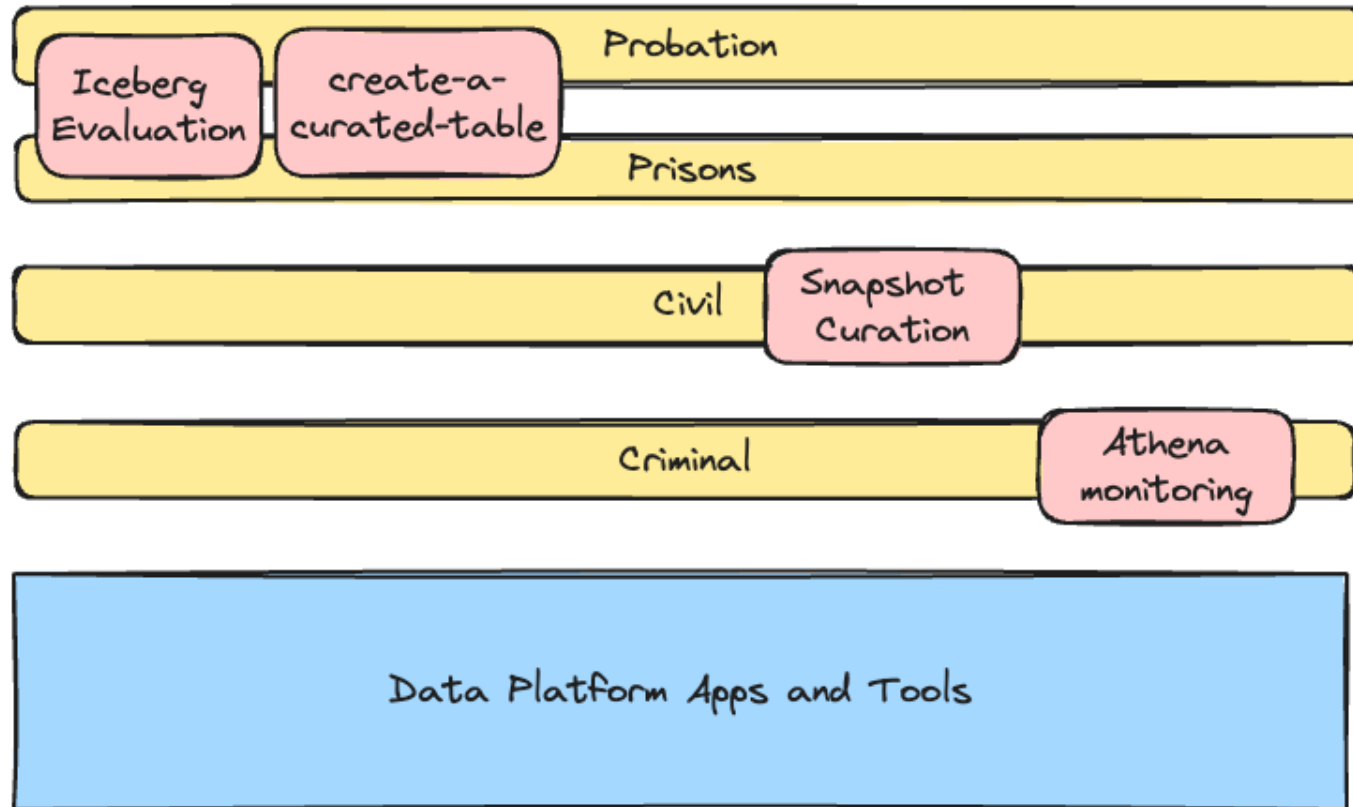 Probation
Iceberg
Evaluation
create-a-
curated-table
Prisons
Civil
Snapshot
Curation
Criminal
Athena
monitoring
Data Platform Apps and Tools